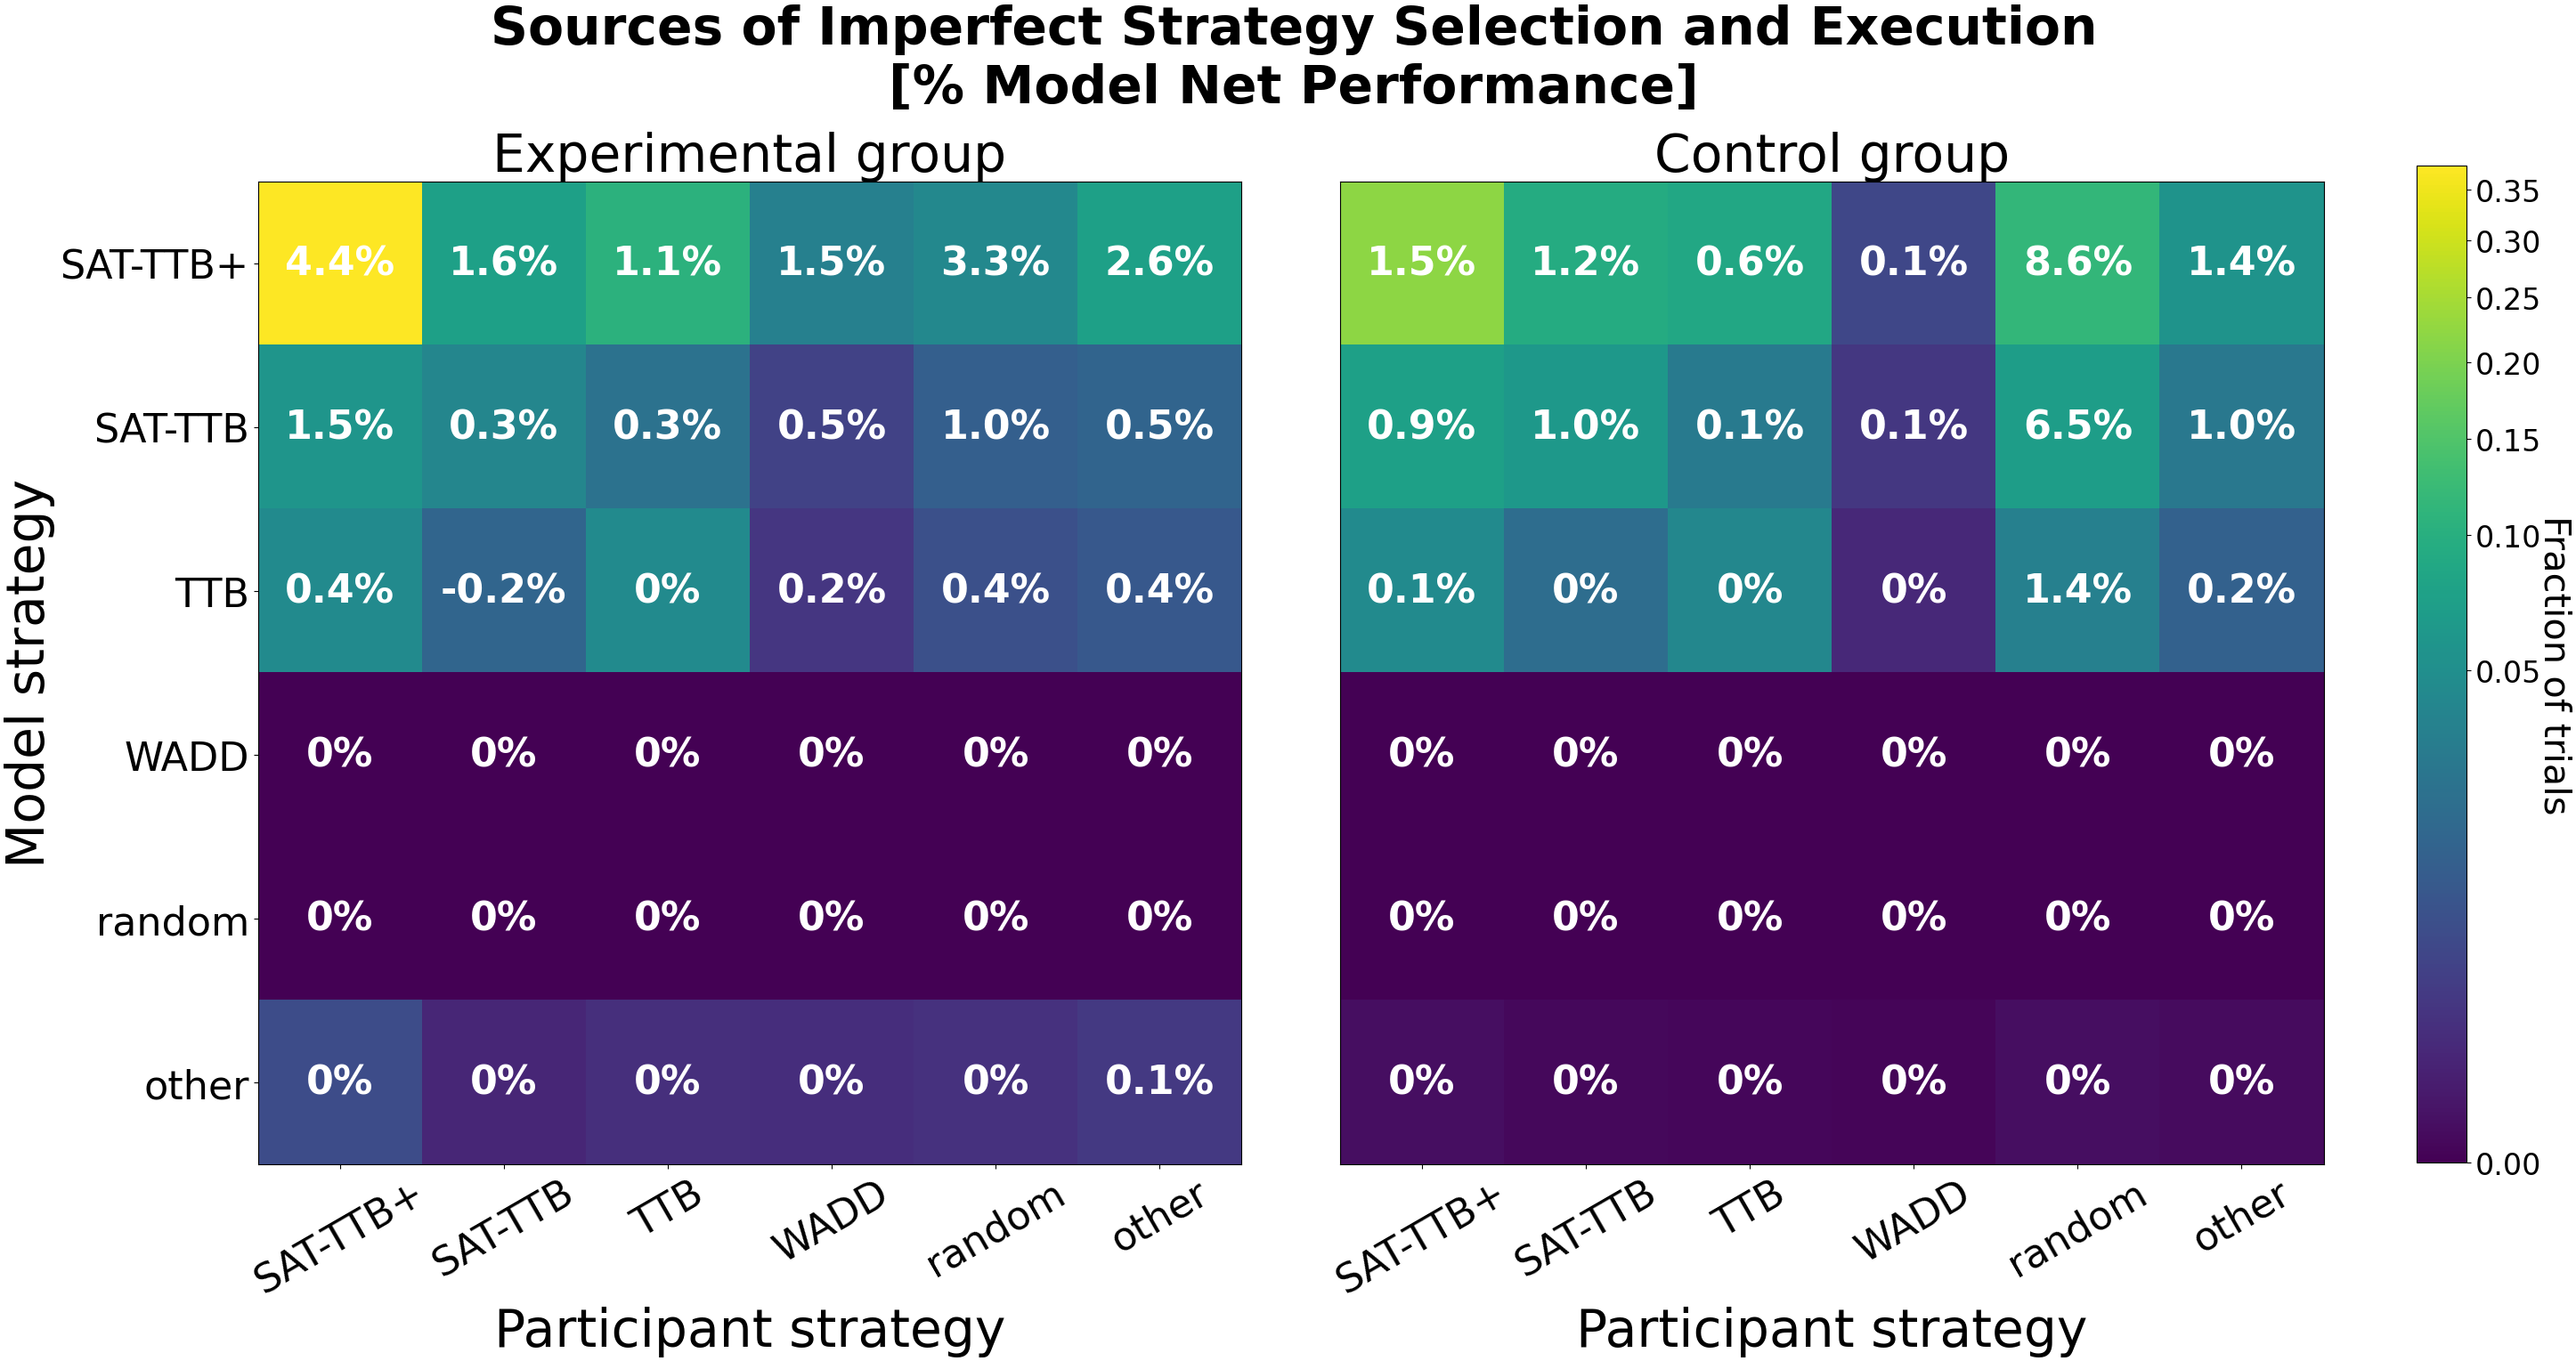 Sources of Imperfect Strategy Selection and Execution
[% Model Net Performance]
Experimental group
Control group
Model strategy
SAT-TTB+
4.4% 1.6% 1.1% 1.5% 3.3% 2.6%
SAT-TTB
1.5% 0.3% 0.3% 0.5% 1.0% 0.5%
TTB
0.4% -0.2% 0% 0.2% 0.4% 0.4%
WADD
0% 0% 0% 0% 0% 0%
random
0% 0% 0% 0% 0% 0%
other
0% 0% 0% 0% 0% 0.1%
SAT-TTB+ SAT-TTB TTB WADD random other
Participant strategy
1.5% 1.2% 0.6% 0.1% 8.6% 1.4%
0.9% 1.0% 0.1% 0.1% 6.5% 1.0%
0.1% 0% 0% 0% 1.4% 0.2%
0% 0% 0% 0% 0% 0%
0% 0% 0% 0% 0% 0%
0% 0% 0% 0% 0% 0%
SAT-TTB+ SAT-TTB TTB WADD random other
Participant strategy
0.35
0.30
0.25
0.20
0.15
0.10
0.05
0.00
Fraction of trials